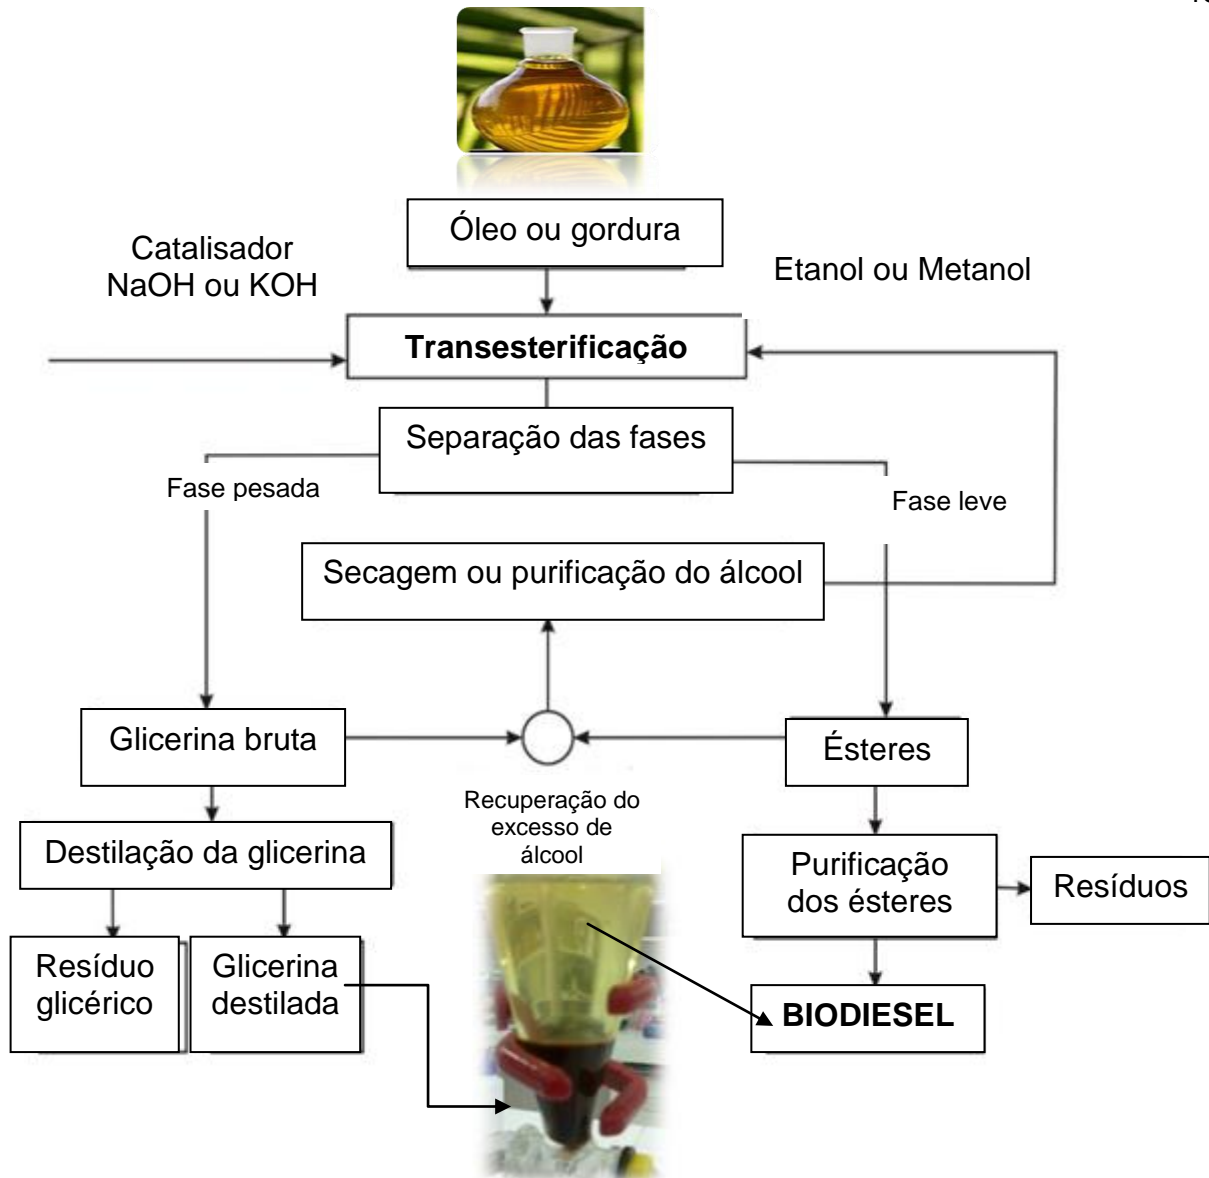 Óleo ou gordura
Catalisador
NaOH ou KOH
Etanol ou Metanol
Transesterificação
Separação das fases
Fase pesada
Fase leve
Secagem ou purificação do álcool
Glicerina bruta
Ésteres
Recuperação do
excesso de
álcool
Destilação da glicerina
Purificação
dos ésteres
Resíduos
Resíduo
glicérico
Glicerina
destilada
BIODIESEL